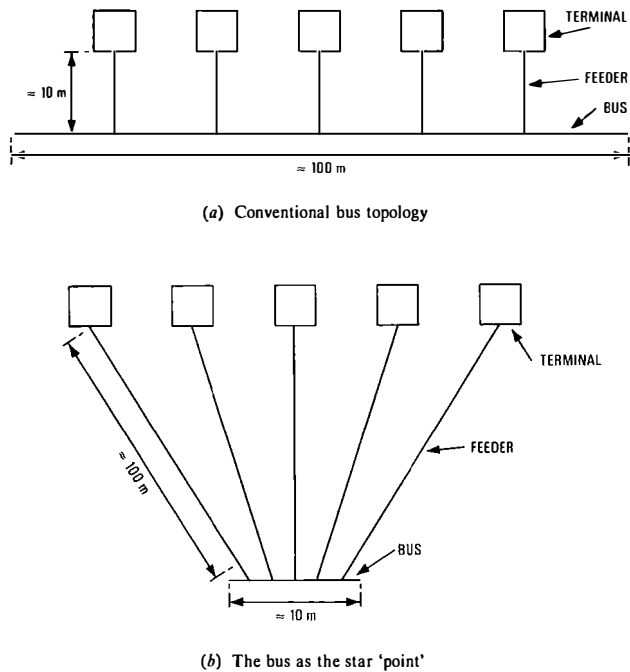 TERMINAL
≈ 10 m
FEEDER
BUS
≈ 100 m
(a) Conventional bus topology
TERMINAL
≈ 100 m
FEEDER
BUS
≈ 10 m
(b) The bus as the star ‘point’